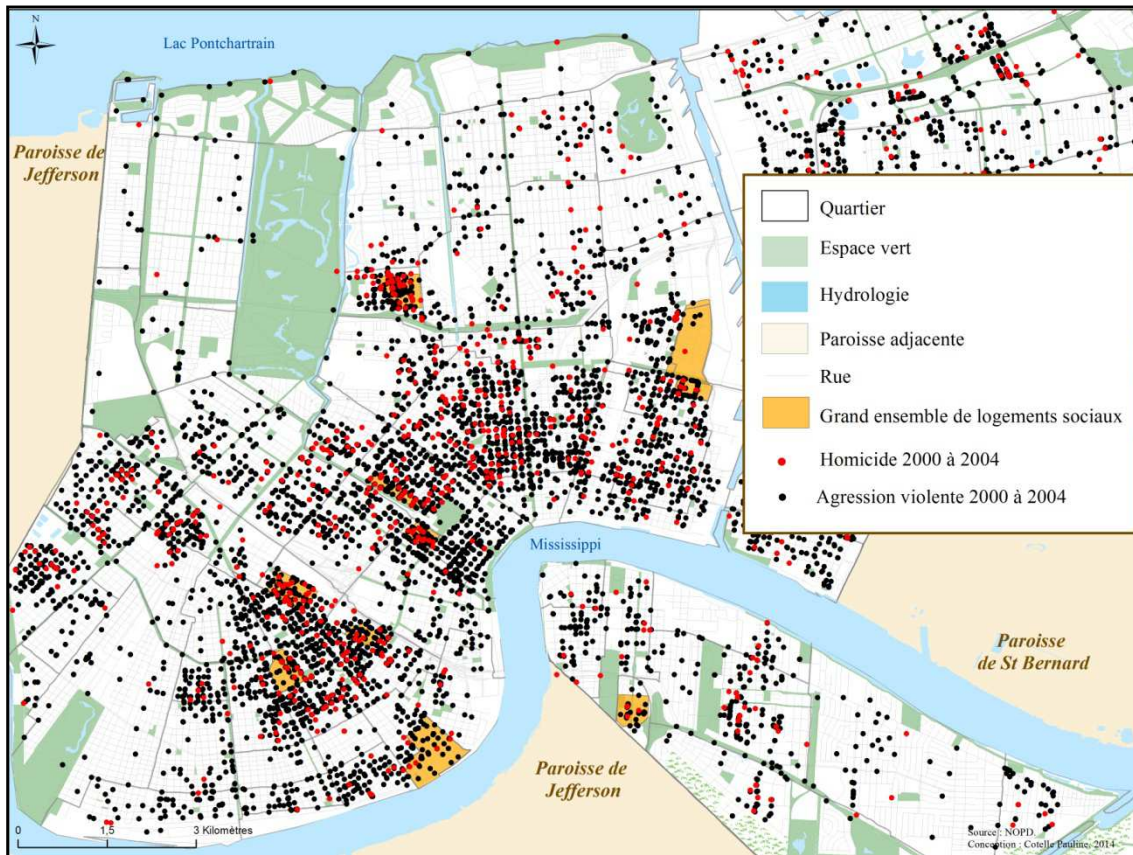 N
Lac Pontchartrain
Paroisse de
Jefferson
Quartier
Espace vert
Hydrologie
Paroisse adjacente
Rue
Grand ensemble de logements sociaux
Homicide 2000 à 2004
Agression violente 2000 à 2004
Mississippi
Paroisse
de St Bernard
Paroisse de
Jefferson
0 1,5 3 Kilomètres
Source : NOPD.
Conception : Cotelle Pauline, 2014